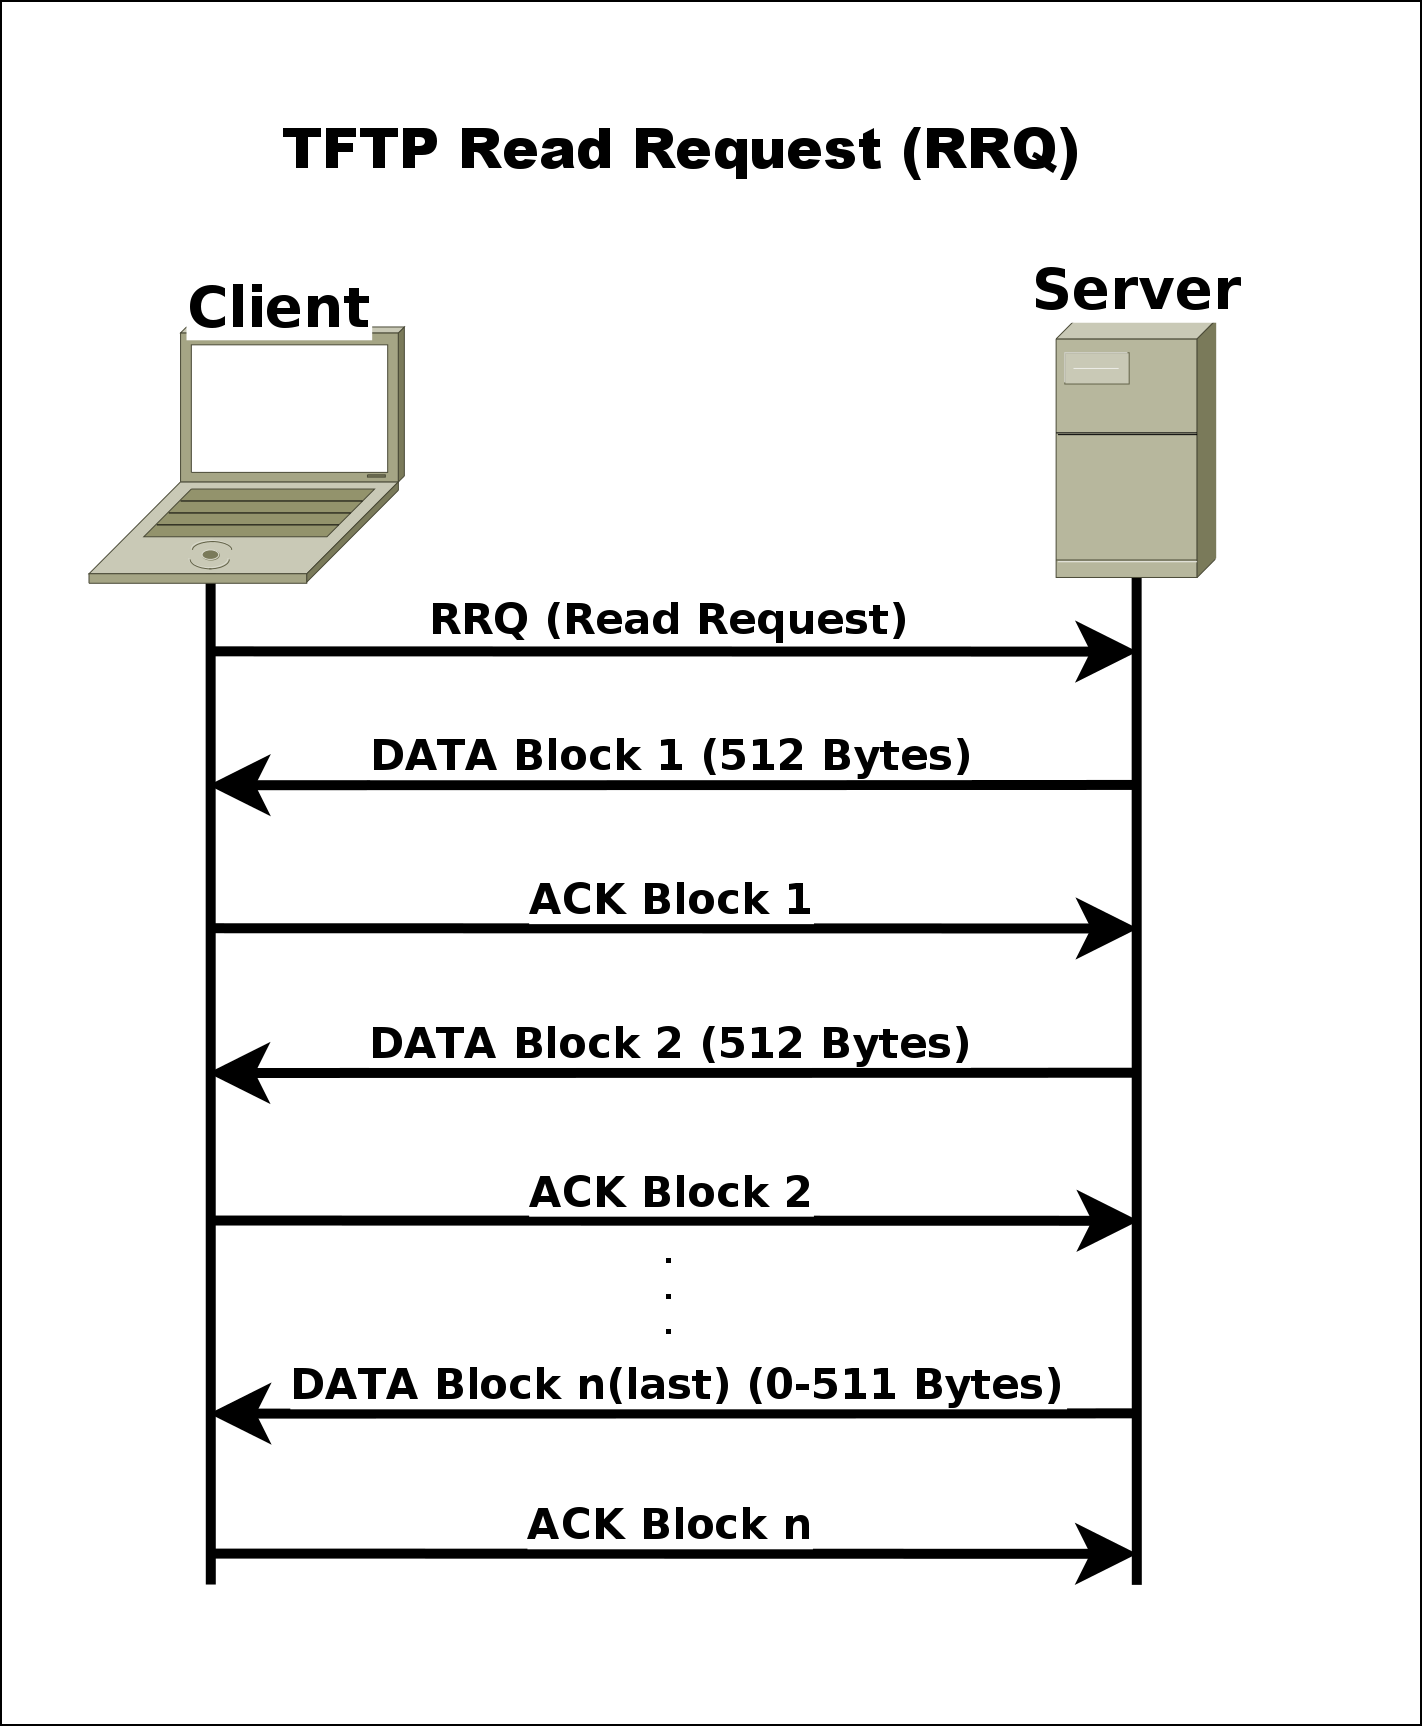 TFTP Read Request (RRQ)
Client
Server
RRQ (Read Request)
DATA Block 1 (512 Bytes)
ACK Block 1
DATA Block 2 (512 Bytes)
ACK Block 2
.
.
.
DATA Block n(last) (0-511 Bytes)
ACK Block n